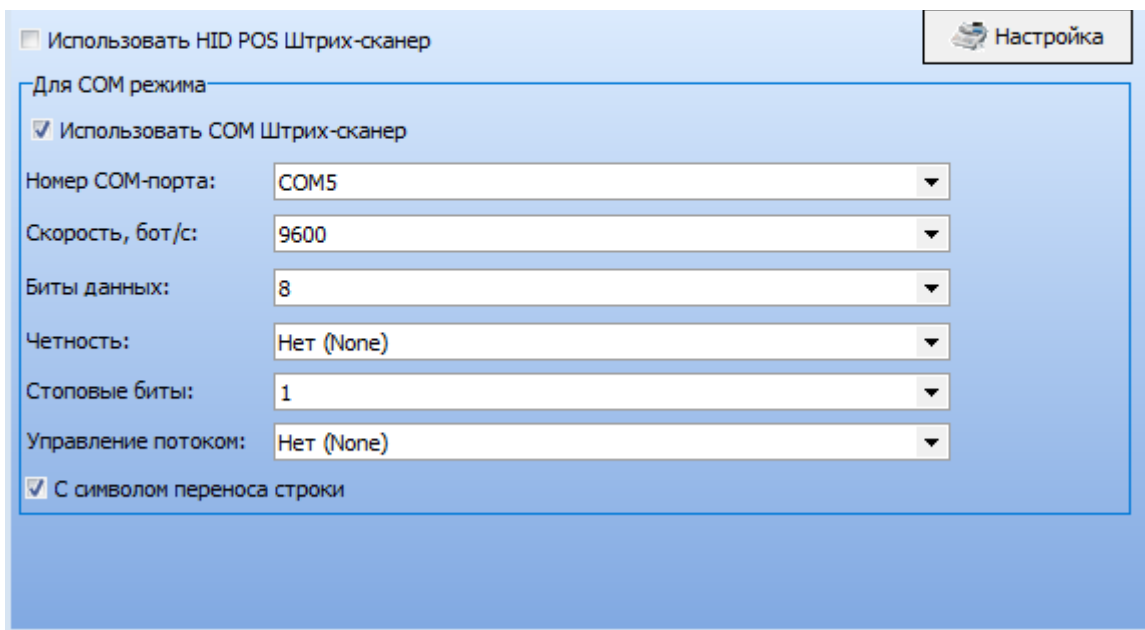 Использовать HID POS Штрих-сканер
Настройка
Для COM режима
Использовать COM Штрих-сканер
Номер COM-порта: COM5
Скорость, бот/с: 9600
Биты данных: 8
Четность: Нет (None)
Стоповые биты: 1
Управление потоком: Нет (None)
С символом переноса строки